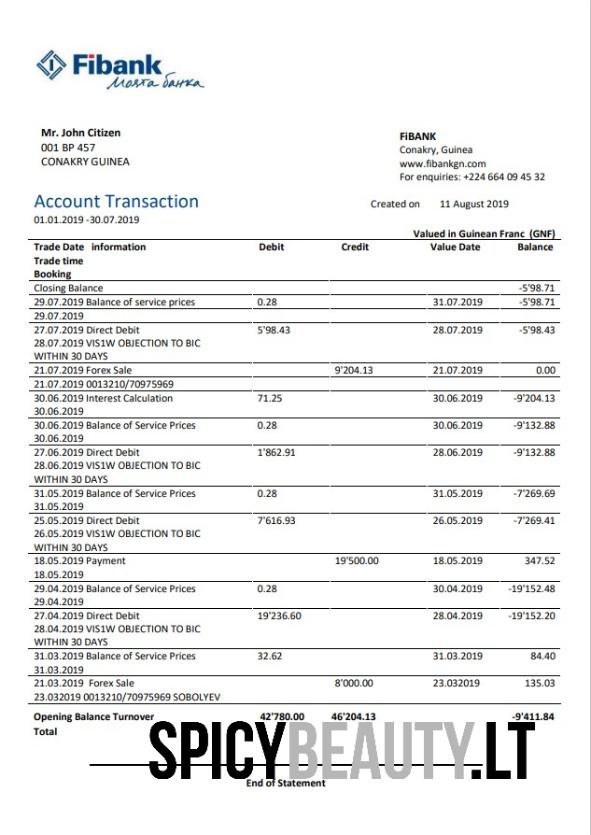 Fibank
Моята банка
Mr. John Citizen
001 BP 457
CONAKRY GUINEA
FiBANK
Conakry, Guinea
www.fibankgn.com
For enquiries: +224 664 09 45 32
Account Transaction
Created on 11 August 2019
01.01.2019 -30.07.2019
Valued in Guinean Franc (GNF)
Trade Date information Debit Credit Value Date Balance
Trade time
Booking
Closing Balance -5'98.71
29.07.2019 Balance of service prices 0.28 31.07.2019 -5'98.71
29.07.2019
27.07.2019 Direct Debit 5'98.43 28.07.2019 -5'98.43
28.07.2019 VIS1W OBJECTION TO BIC
WITHIN 30 DAYS
21.07.2019 Forex Sale 9'204.13 21.07.2019 0.00
21.07.2019 0013210/70975969
30.06.2019 Interest Calculation 71.25 30.06.2019 -9'204.13
30.06.2019
30.06.2019 Balance of Service Prices 0.28 30.06.2019 -9'132.88
30.06.2019
27.06.2019 Direct Debit 1'862.91 28.06.2019 -9'132.88
28.06.2019 VIS1W OBJECTION TO BIC
WITHIN 30 DAYS
31.05.2019 Balance of Service Prices 0.28 31.05.2019 -7'269.69
31.05.2019
25.05.2019 Direct Debit 7'616.93 26.05.2019 -7'269.41
26.05.2019 VIS1W OBJECTION TO BIC
WITHIN 30 DAYS
18.05.2019 Payment 19'500.00 18.05.2019 347.52
18.05.2019
29.04.2019 Balance of Service Prices 0.28 30.04.2019 -19'152.48
29.04.2019
27.04.2019 Direct Debit 19'236.60 28.04.2019 -19'152.20
28.04.2019 VIS1W OBJECTION TO BIC
WITHIN 30 DAYS
31.03.2019 Balance of Service Prices 32.62 31.03.2019 84.40
31.03.2019
21.03.2019 Forex Sale 8'000.00 23.032019 135.03
23.032019 0013210/70975969 SOBOLYEV
Opening Balance Turnover 42'780.00 46'204.13 -9'411.84
Total
SPICYBEAUTY.LT
End of Statement